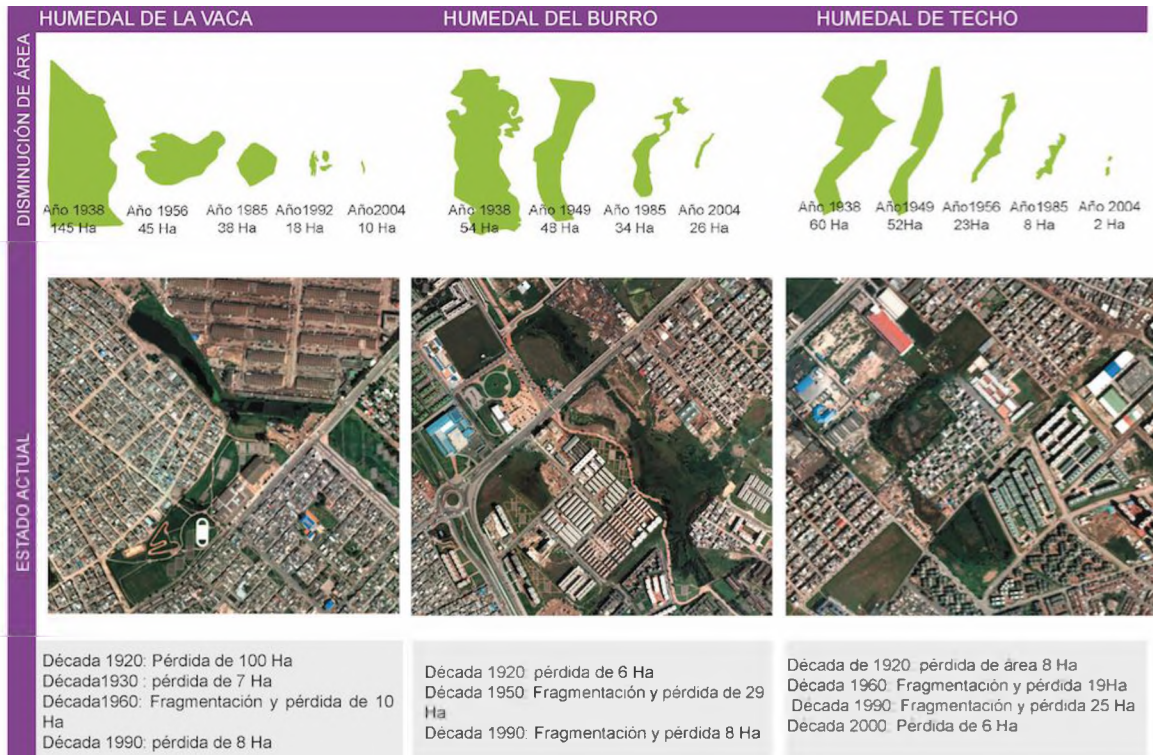 HUMEDAL DE LA VACA
HUMEDAL DEL BURRO
HUMEDAL DE TECHO
DISMINUCIÓN DE ÁREA
Año 1938
145 Ha
Año 1956
45 Ha
Año 1985
38 Ha
Año1992
18 Ha
Año2004
10 Ha
Año 1938
54 Ha
Año 1949
48 Ha
Año 1985
34 Ha
Año 2004
26 Ha
Año 1938
60 Ha
Año1949
52Ha
Año1956
23Ha
Año1985
8 Ha
Año 2004
2 Ha
ESTADO ACTUAL
Década 1920: Pérdida de 100 Ha
Década1930 : pérdida de 7 Ha
Década1960: Fragmentación y pérdida de 10
Ha
Década 1990: pérdida de 8 Ha
Década 1920: pérdida de 6 Ha
Década 1950: Fragmentación y pérdida de 29
Ha
Década 1990: Fragmentación y pérdida 8 Ha
Década de 1920: pérdida de área 8 Ha
Década 1960: Fragmentación y pérdida 19Ha
Década 1990: Fragmentación y pérdida 25 Ha
Década 2000: Pérdida de 6 Ha